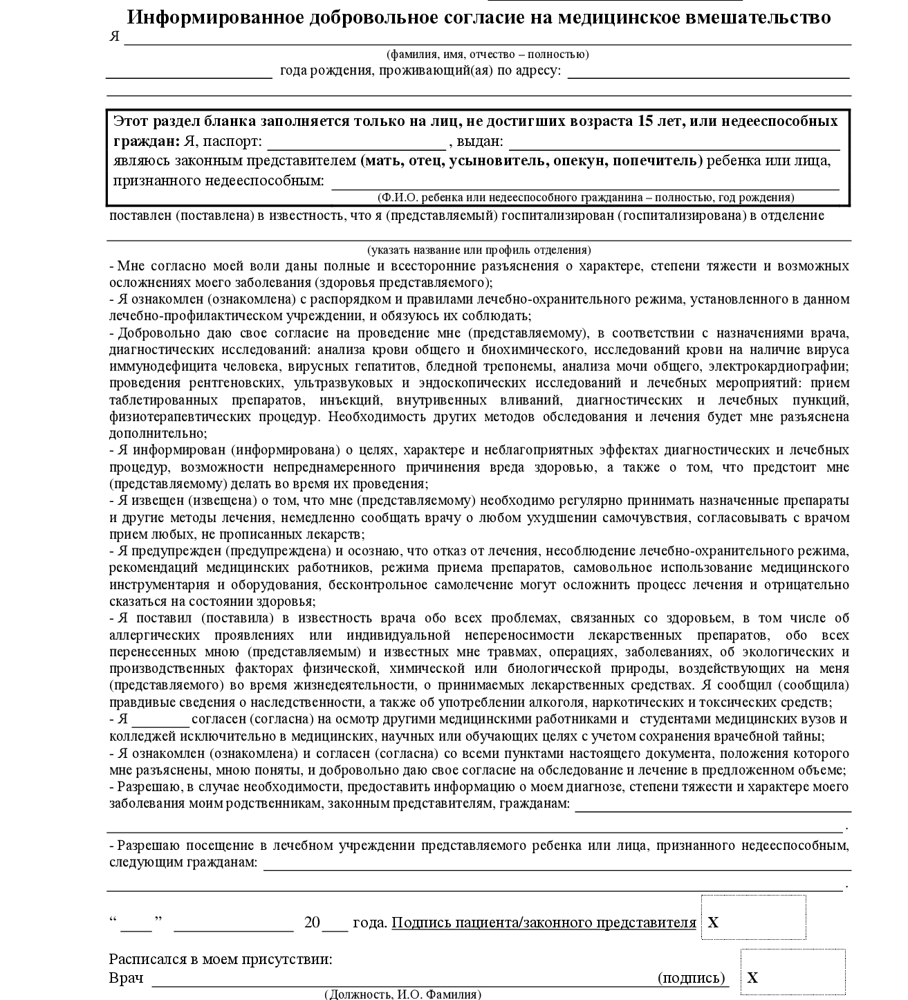 Информированное добровольное согласие на медицинское вмешательство
Я
(фамилия, имя, отчество – полностью)
года рождения, проживающий(ая) по адресу:
Этот раздел бланка заполняется только на лиц, не достигших возраста 15 лет, или недееспособных
граждан: Я, паспорт: , выдан:
являюсь законным представителем (мать, отец, усыновитель, опекун, попечитель) ребенка или лица,
признанного недееспособным:
(Ф.И.О. ребенка или недееспособного гражданина – полностью, год рождения)
поставлен (поставлена) в известность, что я (представляемый) госпитализирован (госпитализирована) в отделение
(указать название или профиль отделения)
- Мне согласно моей воли даны полные и всесторонние разъяснения о характере, степени тяжести и возможных
осложнениях моего заболевания (здоровья представляемого);
- Я ознакомлен (ознакомлена) с распорядком и правилами лечебно-охранительного режима, установленного в данном
лечебно-профилактическом учреждении, и обязуюсь их соблюдать;
- Добровольно даю свое согласие на проведение мне (представляемому), в соответствии с назначениями врача,
диагностических исследований: анализа крови общего и биохимического, исследований крови на наличие вируса
иммунодефицита человека, вирусных гепатитов, бледной трепонемы, анализа мочи общего, электрокардиографии;
проведения рентгеновских, ультразвуковых и эндоскопических исследований и лечебных мероприятий: прием
таблетированных препаратов, инъекций, внутривенных вливаний, диагностических и лечебных пункций,
физиотерапевтических процедур. Необходимость других методов обследования и лечения будет мне разъяснена
дополнительно;
- Я информирован (информирована) о целях, характере и неблагоприятных эффектах диагностических и лечебных
процедур, возможности непреднамеренного причинения вреда здоровью, а также о том, что предстоит мне
(представляемому) делать во время их проведения;
- Я извещен (извещена) о том, что мне (представляемому) необходимо регулярно принимать назначенные препараты
и другие методы лечения, немедленно сообщать врачу о любом ухудшении самочувствия, согласовывать с врачом
прием любых, не прописанных лекарств;
- Я предупрежден (предупреждена) и осознаю, что отказ от лечения, несоблюдение лечебно-охранительного режима,
рекомендаций медицинских работников, режима приема препаратов, самовольное использование медицинского
инструментария и оборудования, бесконтрольное самолечение могут осложнить процесс лечения и отрицательно
сказаться на состоянии здоровья;
- Я поставил (поставила) в известность врача обо всех проблемах, связанных со здоровьем, в том числе об
аллергических проявлениях или индивидуальной непереносимости лекарственных препаратов, обо всех
перенесенных мною (представляемым) и известных мне травмах, операциях, заболеваниях, об экологических и
производственных факторах физической, химической или биологической природы, воздействующих на меня
(представляемого) во время жизнедеятельности, о принимаемых лекарственных средствах. Я сообщил (сообщила)
правдивые сведения о наследственности, а также об употреблении алкоголя, наркотических и токсических средств;
- Я ________ согласен (согласна) на осмотр другими медицинскими работниками и студентами медицинских вузов и
колледжей исключительно в медицинских, научных или обучающих целях с учетом сохранения врачебной тайны;
- Я ознакомлен (ознакомлена) и согласен (согласна) со всеми пунктами настоящего документа, положения которого
мне разъяснены, мною поняты, и добровольно даю свое согласие на обследование и лечение в предложенном объеме;
- Разрешаю, в случае необходимости, предоставить информацию о моем диагнозе, степени тяжести и характере моего
заболевания моим родственникам, законным представителям, гражданам:
.
- Разрешаю посещение в лечебном учреждении представляемого ребенка или лица, признанного недееспособным,
следующим гражданам:
.
“ ____ ” 20___ года. Подпись пациента/законного представителя X
Расписался в моем присутствии:
Врач (подпись) X
(Должность, И.О. Фамилия)